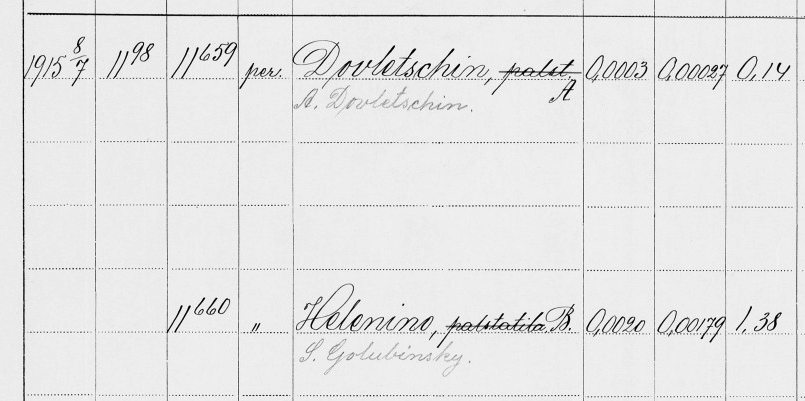 1915 8/7 11 98 11 659 per. Dovletschin, palst. A 0,0003 0,00027 0,14
A. Dovletschin.
11 660 " Helenino, palstatila B. 0,0020 0,00179 1,38
S. Golubinsky.